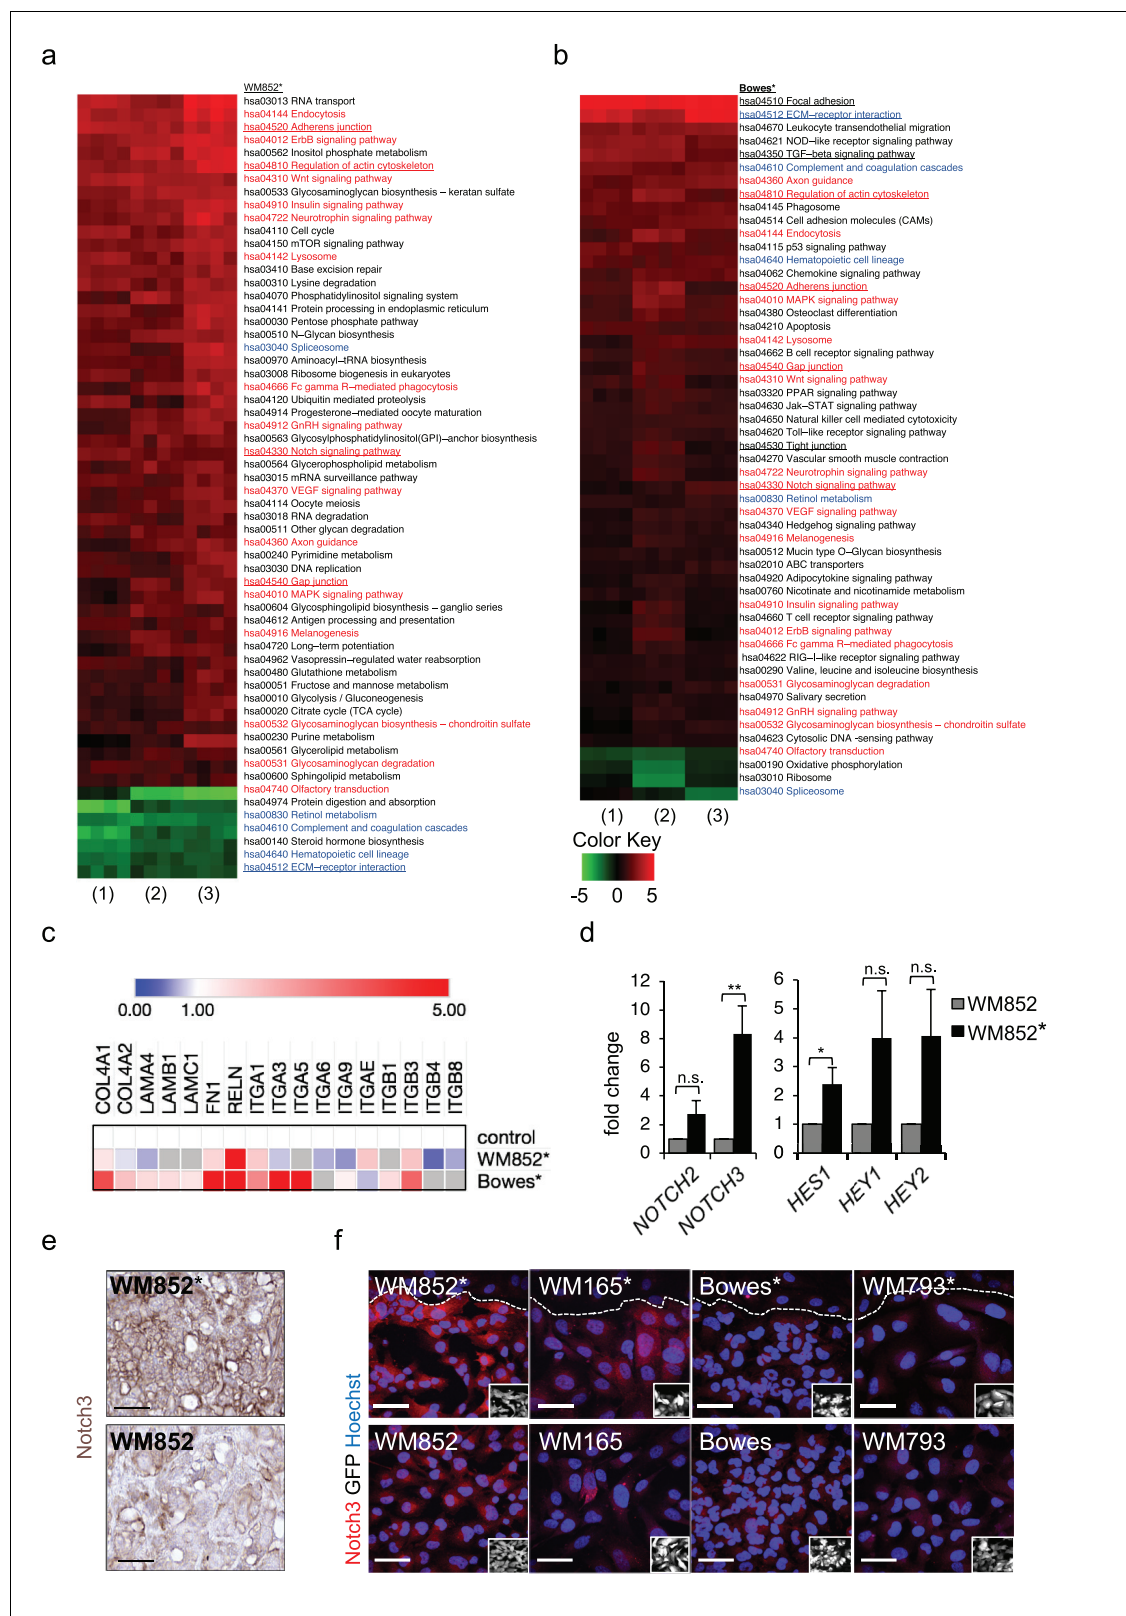 a
WM852*
hsa03013 RNA transport
hsa04144 Endocytosis
hsa04520 Adherens junction
hsa04012 ErbB signaling pathway
hsa00562 Inositol phosphate metabolism
hsa04810 Regulation of actin cytoskeleton
hsa04310 Wnt signaling pathway
hsa00533 Glycosaminoglycan biosynthesis – keratan sulfate
hsa04910 Insulin signaling pathway
hsa04722 Neurotrophin signaling pathway
hsa04110 Cell cycle
hsa04150 mTOR signaling pathway
hsa04142 Lysosome
hsa03410 Base excision repair
hsa00310 Lysine degradation
hsa04070 Phosphatidylinositol signaling system
hsa04141 Protein processing in endoplasmic reticulum
hsa00030 Pentose phosphate pathway
hsa00510 N–Glycan biosynthesis
hsa03040 Spliceosome
hsa00970 Aminoacyl–tRNA biosynthesis
hsa03008 Ribosome biogenesis in eukaryotes
hsa04666 Fc gamma R–mediated phagocytosis
hsa04120 Ubiquitin mediated proteolysis
hsa04914 Progesterone–mediated oocyte maturation
hsa04912 GnRH signaling pathway
hsa00563 Glycosylphosphatidylinositol(GPI)–anchor biosynthesis
hsa04330 Notch signaling pathway
hsa00564 Glycerophospholipid metabolism
hsa03015 mRNA surveillance pathway
hsa04370 VEGF signaling pathway
hsa04114 Oocyte meiosis
hsa03018 RNA degradation
hsa00511 Other glycan degradation
hsa04360 Axon guidance
hsa00240 Pyrimidine metabolism
hsa03030 DNA replication
hsa04540 Gap junction
hsa04010 MAPK signaling pathway
hsa00604 Glycosphingolipid biosynthesis – ganglio series
hsa04612 Antigen processing and presentation
hsa04916 Melanogenesis
hsa04720 Long–term potentiation
hsa04962 Vasopressin–regulated water reabsorption
hsa00480 Glutathione metabolism
hsa00051 Fructose and mannose metabolism
hsa00010 Glycolysis / Gluconeogenesis
hsa00020 Citrate cycle (TCA cycle)
hsa00532 Glycosaminoglycan biosynthesis – chondroitin sulfate
hsa00230 Purine metabolism
hsa00561 Glycerolipid metabolism
hsa00531 Glycosaminoglycan degradation
hsa00600 Sphingolipid metabolism
hsa04740 Olfactory transduction
hsa04974 Protein digestion and absorption
hsa00830 Retinol metabolism
hsa04610 Complement and coagulation cascades
hsa00140 Steroid hormone biosynthesis
hsa04640 Hematopoietic cell lineage
hsa04512 ECM–receptor interaction
(1) (2) (3)
b
Bowes*
hsa04510 Focal adhesion
hsa04512 ECM–receptor interaction
hsa04670 Leukocyte transendothelial migration
hsa04621 NOD–like receptor signaling pathway
hsa04350 TGF–beta signaling pathway
hsa04610 Complement and coagulation cascades
hsa04360 Axon guidance
hsa04810 Regulation of actin cytoskeleton
hsa04145 Phagosome
hsa04514 Cell adhesion molecules (CAMs)
hsa04144 Endocytosis
hsa04115 p53 signaling pathway
hsa04640 Hematopoietic cell lineage
hsa04062 Chemokine signaling pathway
hsa04520 Adherens junction
hsa04010 MAPK signaling pathway
hsa04380 Osteoclast differentiation
hsa04210 Apoptosis
hsa04142 Lysosome
hsa04662 B cell receptor signaling pathway
hsa04540 Gap junction
hsa04310 Wnt signaling pathway
hsa03320 PPAR signaling pathway
hsa04630 Jak–STAT signaling pathway
hsa04650 Natural killer cell mediated cytotoxicity
hsa04620 Toll–like receptor signaling pathway
hsa04530 Tight junction
hsa04270 Vascular smooth muscle contraction
hsa04722 Neurotrophin signaling pathway
hsa04330 Notch signaling pathway
hsa00830 Retinol metabolism
hsa04370 VEGF signaling pathway
hsa04340 Hedgehog signaling pathway
hsa04916 Melanogenesis
hsa00512 Mucin type O–Glycan biosynthesis
hsa02010 ABC transporters
hsa04920 Adipocytokine signaling pathway
hsa00760 Nicotinate and nicotinamide metabolism
hsa04910 Insulin signaling pathway
hsa04660 T cell receptor signaling pathway
hsa04012 ErbB signaling pathway
hsa04666 Fc gamma R–mediated phagocytosis
hsa04622 RIG–I–like receptor signaling pathway
hsa00290 Valine, leucine and isoleucine biosynthesis
hsa00531 Glycosaminoglycan degradation
hsa04970 Salivary secretion
hsa04912 GnRH signaling pathway
hsa00532 Glycosaminoglycan biosynthesis – chondroitin sulfate
hsa04623 Cytosolic DNA -sensing pathway
hsa04740 Olfactory transduction
hsa00190 Oxidative phosphorylation
hsa03010 Ribosome
hsa03040 Spliceosome
(1) (2) (3)
Color Key
-5 0 5
c
0.00 1.00 5.00
COL4A1 COL4A2 LAMA4 LAMB1 LAMC1 FN1 RELN ITGA1 ITGA3 ITGA5 ITGA6 ITGA9 ITGAE ITGB1 ITGB3 ITGB4 ITGB8
control
WM852*
Bowes*
d
fold change
12
10
8
6
4
2
0
n.s.
**
NOTCH2 NOTCH3
6
5
4
3
2
1
0
*
n.s.
n.s.
HES1 HEY1 HEY2
WM852
WM852*
e
Notch3
WM852*
WM852
f
Notch3 GFP Hoechst
WM852* WM165* Bowes* WM793*
WM852 WM165 Bowes WM793